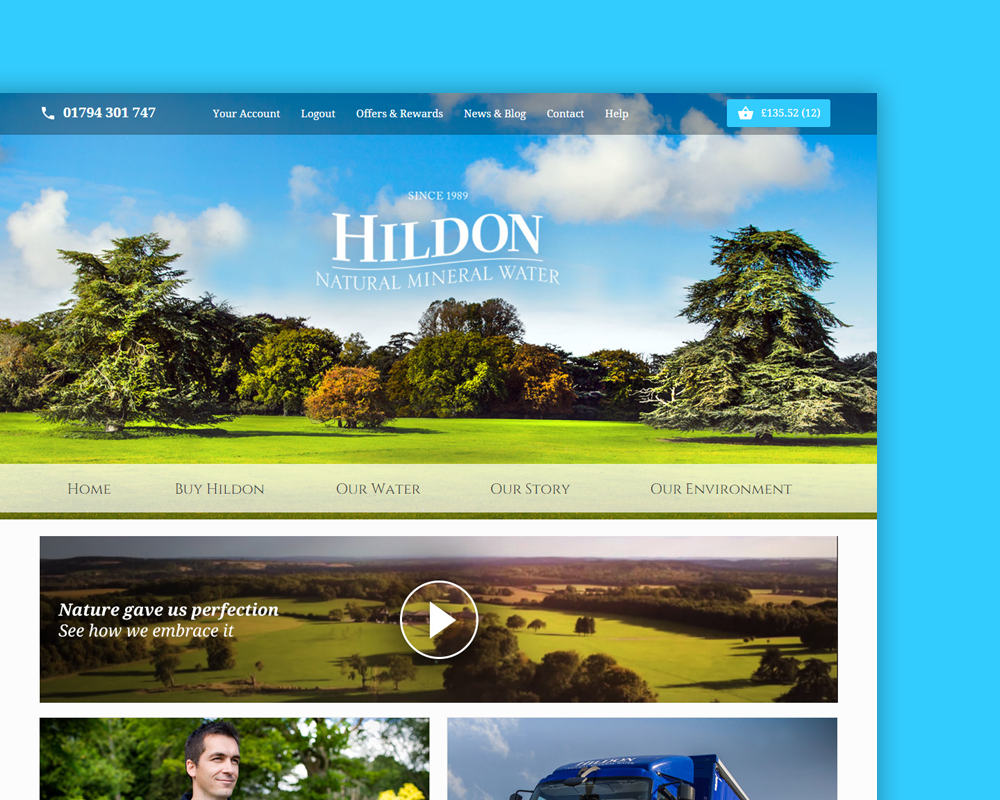 01794 301 747
Your Account Logout Offers & Rewards News & Blog Contact Help
£135.52 (12)
SINCE 1989
HILDON
NATURAL MINERAL WATER
HOME BUY HILDON OUR WATER OUR STORY OUR ENVIRONMENT
Nature gave us perfection
See how we embrace it
HILDON